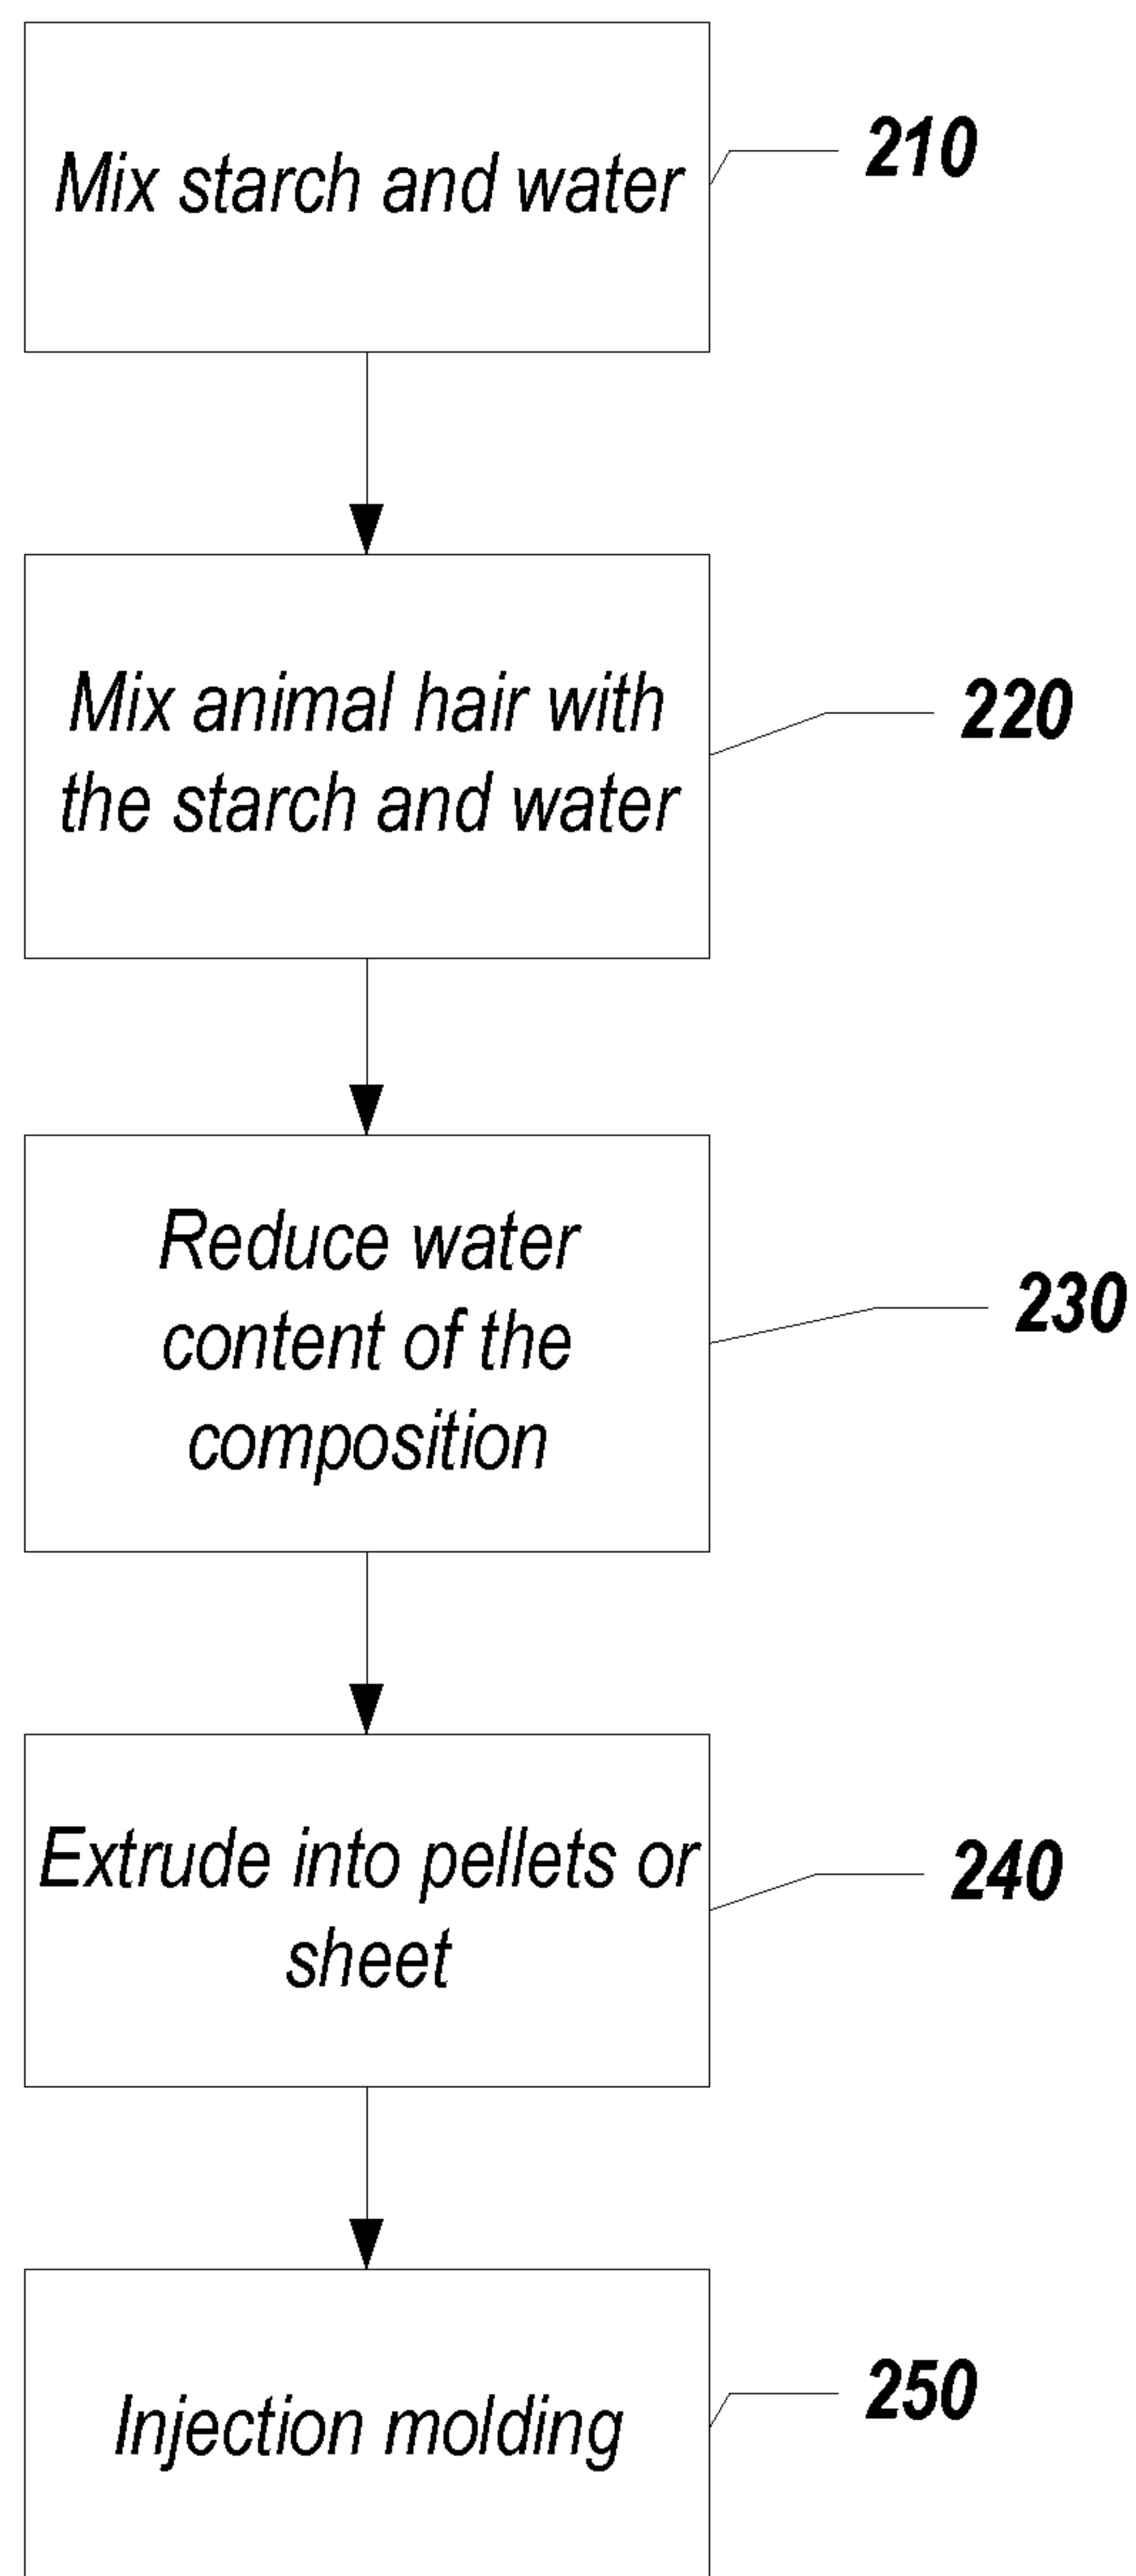 Mix starch and water
210
Mix animal hair with
the starch and water
220
Reduce water
content of the
composition
230
Extrude into pellets or
sheet
240
Injection molding
250